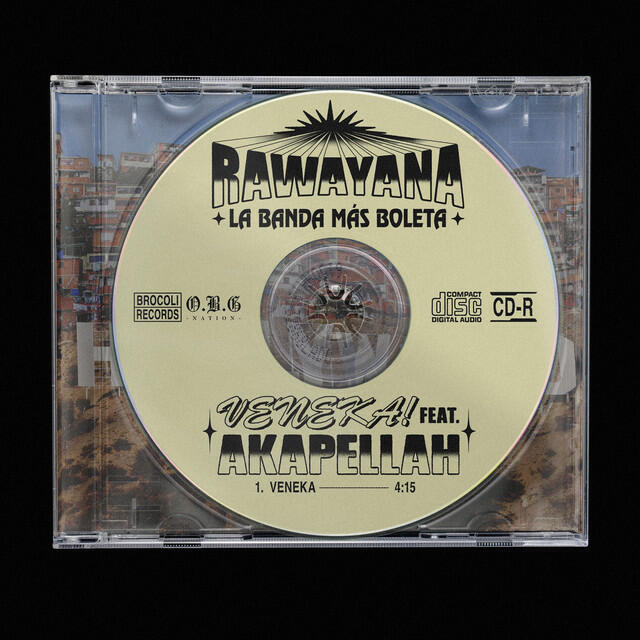 RAWAYANA
LA BANDA MÁS BOLETA
BROCOLI
RECORDS
O.B.G
-NATION-
COMPACT
disc
DIGITAL AUDIO
CD-R
VENEKA! FEAT.
AKAPELLAH
1. VENEKA 4:15